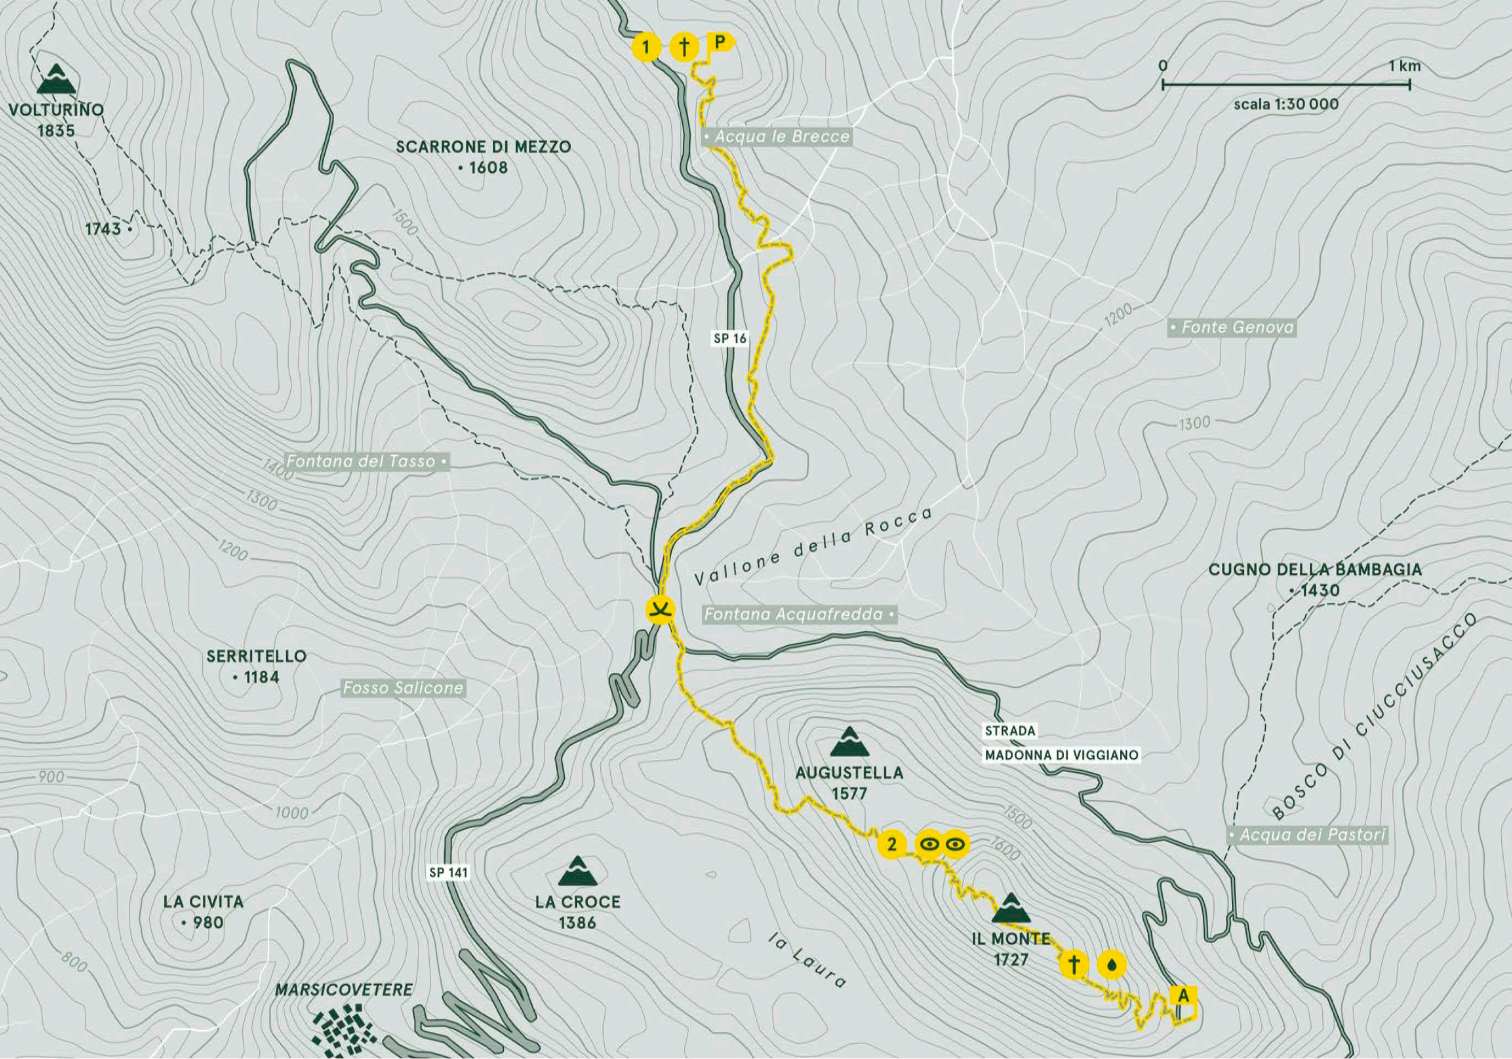 1
†
P
0
1 km
scala 1:30 000
VOLTURINO
1835
Acqua le Brecce
SCARRONE DI MEZZO
1608
1743
1500
SP 16
1200
Fonte Genova
1300
Fontana del Tasso
1400
1300
1200
Vallone della Rocca
CUGNO DELLA BAMBAGIA
1430
Fontana Acquafredda
SERRITELLO
1184
Fosso Salicone
BOSCO DI CIUCCIUSACCO
STRADA
MADONNA DI VIGGIANO
AUGUSTELLA
1577
900
1000
1500
1600
2
Acqua dei Pastori
SP 141
LA CROCE
1386
LA CIVITA
980
IL MONTE
1727
la Laura
†
800
MARSICOVETERE
A